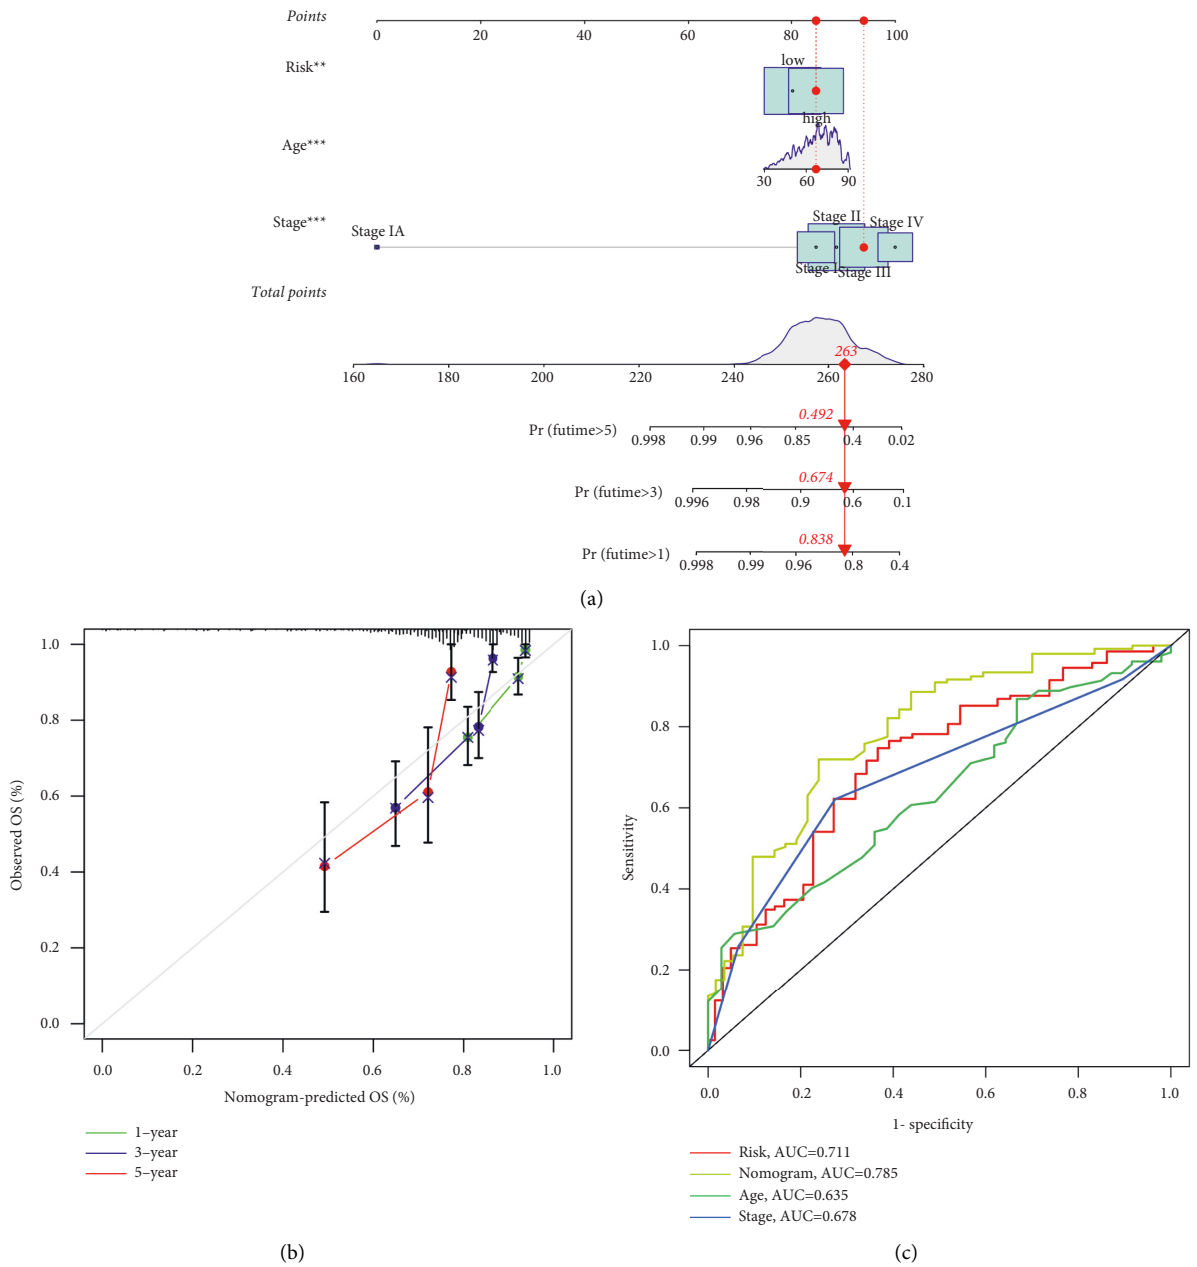 Points
0 20 40 60 80 100
Risk**
low
high
Age***
30 60 90
Stage***
Stage IA
Stage II
Stage IV
Stage I
Stage III
Total points
263
160 180 200 220 240 260 280
0.492
Pr (futime>5)
0.998 0.99 0.96 0.85 0.4 0.02
0.674
Pr (futime>3)
0.996 0.98 0.9 0.6 0.1
0.838
Pr (futime>1)
0.998 0.99 0.96 0.8 0.4
(a)
1.0
0.8
0.6
0.4
0.2
0.0
Observed OS (%)
0.0 0.2 0.4 0.6 0.8 1.0
Nomogram-predicted OS (%)
1-year
3-year
5-year
(b)
1.0
0.8
0.6
0.4
0.2
0.0
Sensitivity
0.0 0.2 0.4 0.6 0.8 1.0
1- specificity
Risk, AUC=0.711
Nomogram, AUC=0.785
Age, AUC=0.635
Stage, AUC=0.678
(c)